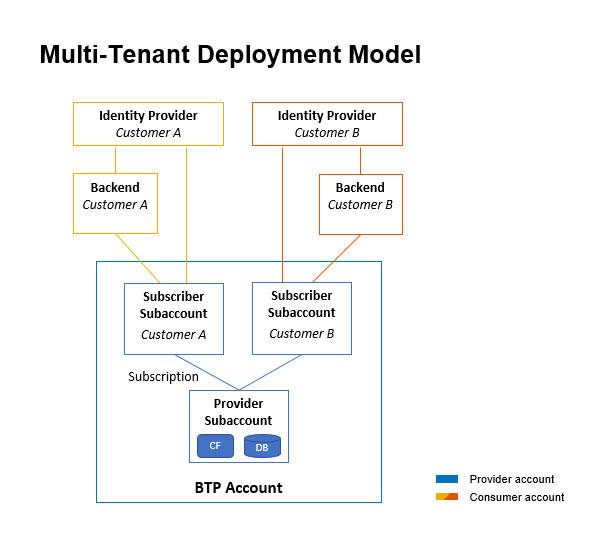 Multi-Tenant Deployment Model
Identity Provider
Customer A
Identity Provider
Customer B
Backend
Customer A
Backend
Customer B
Subscriber
Subaccount
Customer A
Subscriber
Subaccount
Customer B
Subscription
Provider
Subaccount
CF
DB
BTP Account
Provider account
Consumer account